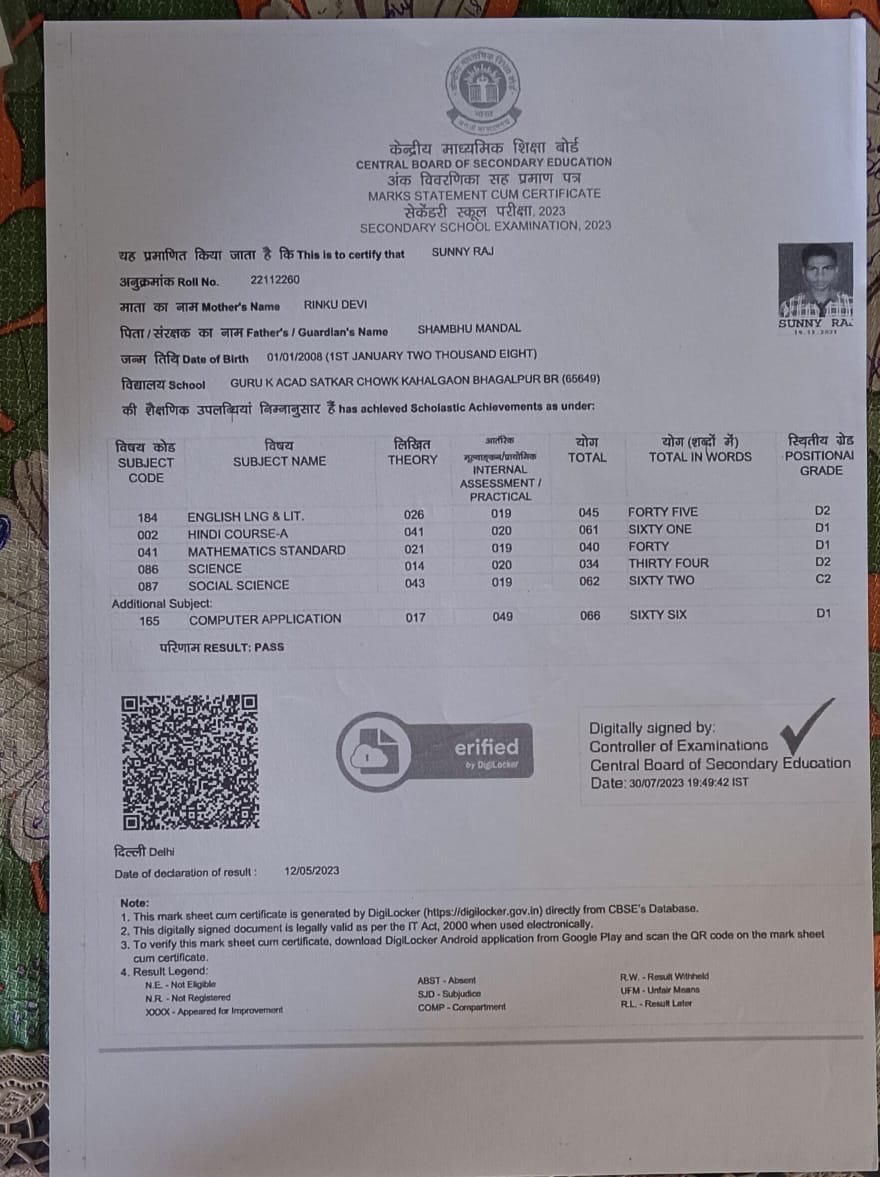 केन्द्रीय माध्यमिक शिक्षा बोर्ड
CENTRAL BOARD OF SECONDARY EDUCATION
अंक विवरणिका सह प्रमाण पत्र
MARKS STATEMENT CUM CERTIFICATE
सेकेंडरी स्कूल परीक्षा, 2023
SECONDARY SCHOOL EXAMINATION, 2023
यह प्रमाणित किया जाता है कि This is to certify that SUNNY RAJ
अनुक्रमांक Roll No. 22112260
माता का नाम Mother's Name RINKU DEVI
पिता / संरक्षक का नाम Father's / Guardian's Name SHAMBHU MANDAL
SUNNY RAJ
जन्म तिथि Date of Birth 01/01/2008 (1ST JANUARY TWO THOUSAND EIGHT)
विद्यालय School GURU K ACAD SATKAR CHOWK KAHALGAON BHAGALPUR BR (65649)
की शैक्षणिक उपलब्धियां निम्नानुसार हैं has achieved Scholastic Achievements as under:
विषय कोड SUBJECT CODE विषय SUBJECT NAME लिखित THEORY आतंरिक मूल्याङ्कन/प्रायोगिक INTERNAL ASSESSMENT / PRACTICAL योग TOTAL योग (शब्दों में) TOTAL IN WORDS स्थितीय ग्रेड POSITIONAL GRADE
184 ENGLISH LNG & LIT. 026 019 045 FORTY FIVE D2
002 HINDI COURSE-A 041 020 061 SIXTY ONE D1
041 MATHEMATICS STANDARD 021 019 040 FORTY D1
086 SCIENCE 014 020 034 THIRTY FOUR D2
087 SOCIAL SCIENCE 043 019 062 SIXTY TWO C2
Additional Subject:
165 COMPUTER APPLICATION 017 049 066 SIXTY SIX D1
परिणाम RESULT: PASS
erified
by DigiLocker
Digitally signed by:
Controller of Examinations
Central Board of Secondary Education
Date: 30/07/2023 19:49:42 IST
दिल्ली Delhi
Date of declaration of result : 12/05/2023
Note:
1. This mark sheet cum certificate is generated by DigiLocker (https://digilocker.gov.in) directly from CBSE's Database.
2. This digitally signed document is legally valid as per the IT Act, 2000 when used electronically.
3. To verify this mark sheet cum certificate, download DigiLocker Android application from Google Play and scan the QR code on the mark sheet
cum certificate.
4. Result Legend:
N.E. - Not Eligible ABST - Absent R.W. - Result Withheld
N.R. - Not Registered SJD - Subjudice UFM - Unfair Means
XXXX - Appeared for Improvement COMP - Compartment R.L. - Result Later